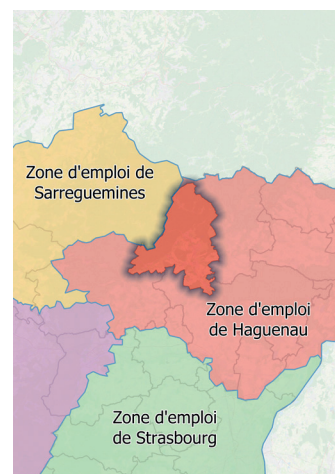 Zone d'emploi de
Sarreguemines
Zone d'emploi
de Haguenau
Zone d'emploi
de Strasbourg